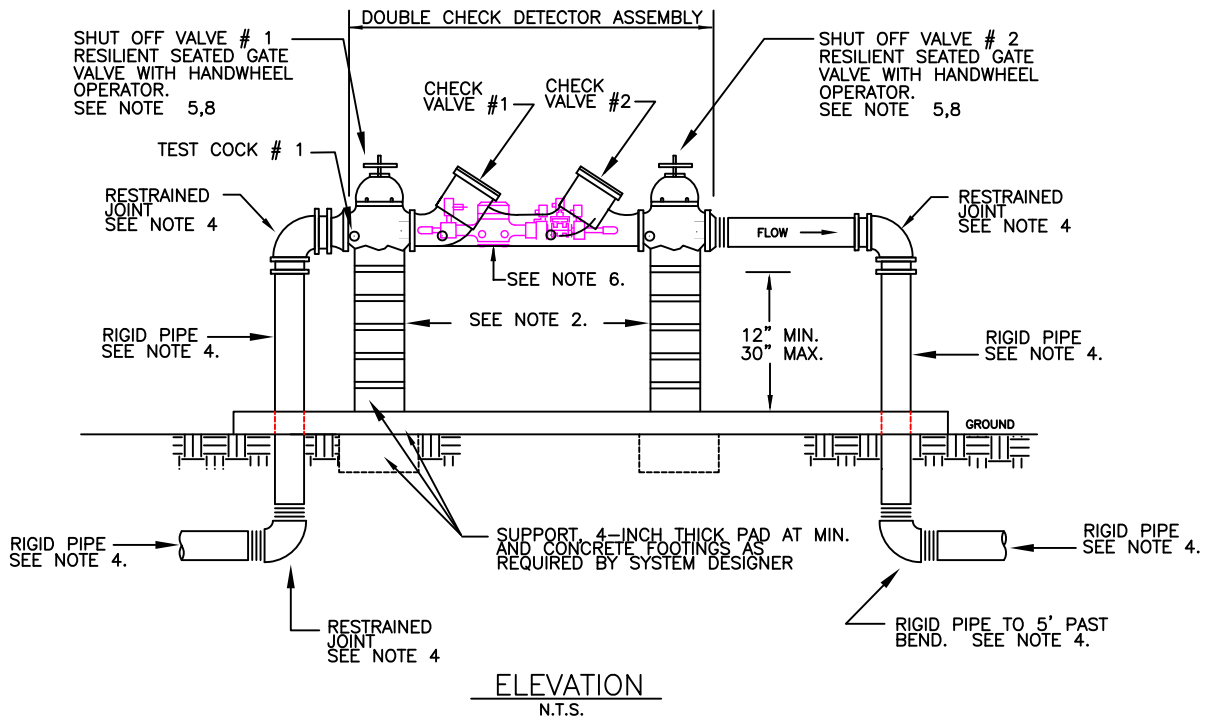 DOUBLE CHECK DETECTOR ASSEMBLY
SHUT OFF VALVE # 1
RESILIENT SEATED GATE
VALVE WITH HANDWHEEL
OPERATOR.
SEE NOTE 5,8
CHECK
VALVE #1
CHECK
VALVE #2
SHUT OFF VALVE # 2
RESILIENT SEATED GATE
VALVE WITH HANDWHEEL
OPERATOR.
SEE NOTE 5,8
TEST COCK # 1
RESTRAINED
JOINT
SEE NOTE 4
RESTRAINED
JOINT
SEE NOTE 4
FLOW
SEE NOTE 6.
SEE NOTE 2.
12" MIN.
30" MAX.
RIGID PIPE
SEE NOTE 4.
RIGID PIPE
SEE NOTE 4.
GROUND
RIGID PIPE
SEE NOTE 4.
SUPPORT, 4-INCH THICK PAD AT MIN.
AND CONCRETE FOOTINGS AS
REQUIRED BY SYSTEM DESIGNER
RIGID PIPE
SEE NOTE 4.
RESTRAINED
JOINT
SEE NOTE 4
RIGID PIPE TO 5' PAST
BEND. SEE NOTE 4.
ELEVATION
N.T.S.